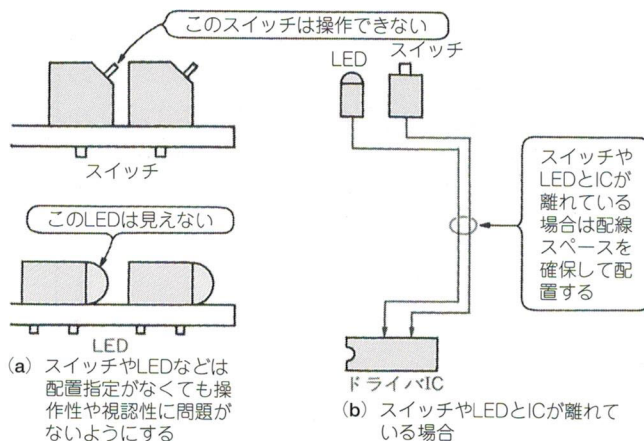 このスイッチは操作できない
スイッチ
このLEDは見えない
LED
(a) スイッチやLEDなどは
配置指定がなくても操
作性や視認性に問題が
ないようにする
LED
スイッチ
スイッチや
LEDとICが
離れている
場合は配線
スペースを
確保して配
置する
ドライバIC
(b) スイッチやLEDとICが離れて
いる場合